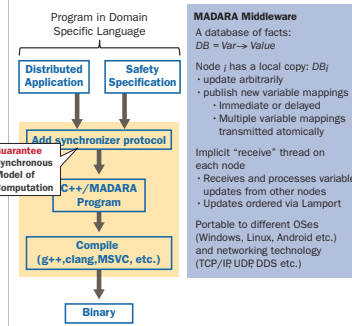 Program in Domain
Specific Language
Distributed
Application
Safety
Specification
Add synchronizer protocol
Guarantee
Synchronous
Model of
Computation
C++/MADARA
Program
Compile
(g++,clang,MSVC, etc.)
Binary
MADARA Middleware
A database of facts:
DB = Var→ Value
Node i has a local copy: DBi
• update arbitrarily
• publish new variable mappings
• Immediate or delayed
• Multiple variable mappings
transmitted atomically
Implicit “receive” thread on
each node
• Receives and processes variable
updates from other nodes
• Updates ordered via Lamport
Portable to different OSes
(Windows, Linux, Android etc.)
and networking technology
(TCP/IP, UDP, DDS etc.)